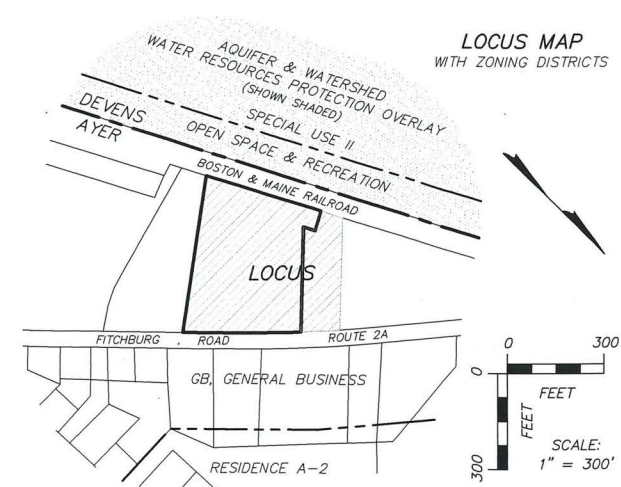 LOCUS MAP
WITH ZONING DISTRICTS
AQUIFER & WATERSHED
WATER RESOURCES PROTECTION OVERLAY
(SHOWN SHADED)
SPECIAL USE II
DEVENS
AYER
OPEN SPACE & RECREATION
BOSTON & MAINE RAILROAD
LOCUS
FITCHBURG ROAD ROUTE 2A
GB, GENERAL BUSINESS
RESIDENCE A-2
0 300
FEET
0
FEET
300
SCALE:
1" = 300'